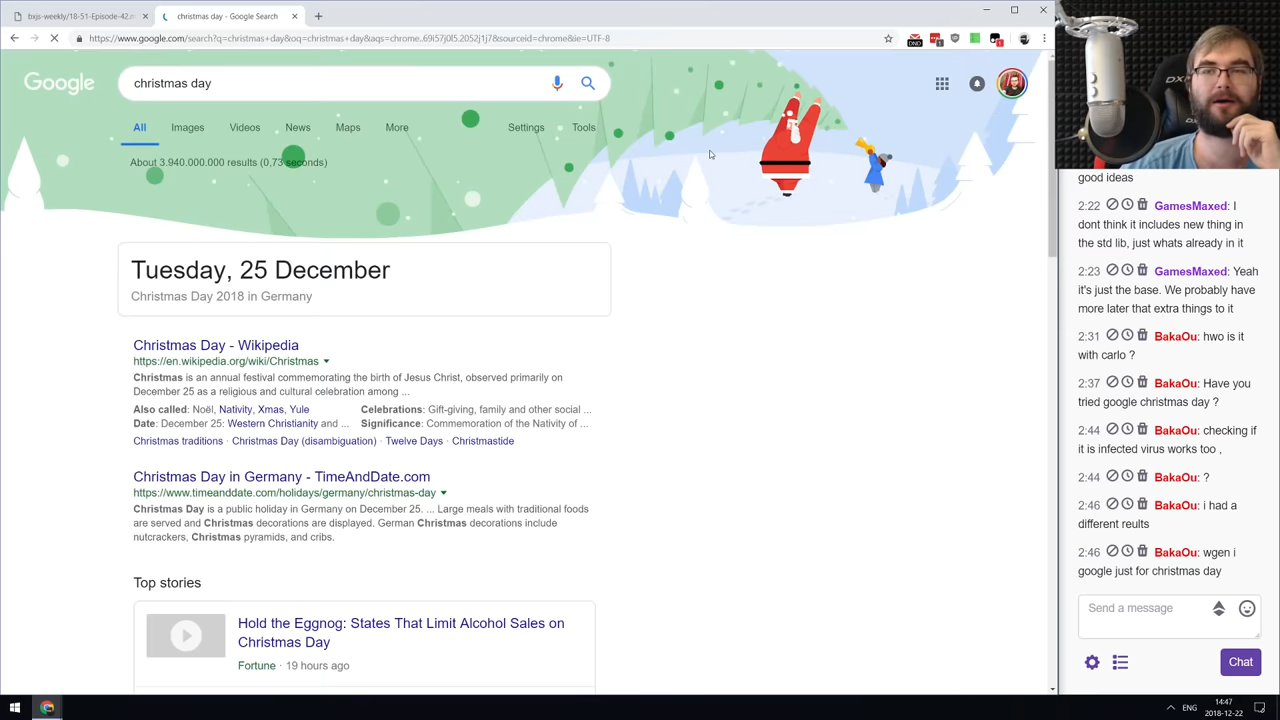 bxjs-weekly/18-51-Episode-42.m
christmas day - Google Search
https://www.google.com/search?q=christmas+day&oq=christmas+day&aqs=chrome..69i57j0l5.2052j1j7&sourceid=chrome&ie=UTF-8
DND
1
1
Google
christmas day
All
Images
Videos
News
Maps
More
Settings
Tools
About 3.940.000.000 results (0,73 seconds)
Tuesday, 25 December
Christmas Day 2018 in Germany
Christmas Day - Wikipedia
https://en.wikipedia.org/wiki/Christmas
Christmas is an annual festival commemorating the birth of Jesus Christ, observed primarily on
December 25 as a religious and cultural celebration among ...
Also called: Noël, Nativity, Xmas, Yule
Celebrations: Gift-giving, family and other social ...
Date: December 25: Western Christianity and ...
Significance: Commemoration of the Nativity of ...
Christmas traditions · Christmas Day (disambiguation) · Twelve Days · Christmastide
Christmas Day in Germany - TimeAndDate.com
https://www.timeanddate.com/holidays/germany/christmas-day
Christmas Day is a public holiday in Germany on December 25. ... Large meals with traditional foods
are served and Christmas decorations are displayed. German Christmas decorations include
nutcrackers, Christmas pyramids, and cribs.
Top stories
Hold the Eggnog: States That Limit Alcohol Sales on
Christmas Day
Fortune · 19 hours ago
DX
good ideas
2:22 GamesMaxed: I
dont think it includes new thing in
the std lib, just whats already in it
2:23 GamesMaxed: Yeah
it's just the base. We probably have
more later that extra things to it
2:31 BakaOu: hwo is it
with carlo ?
2:37 BakaOu: Have you
tried google christmas day ?
2:44 BakaOu: checking if
it is infected virus works too ,
2:44 BakaOu: ?
2:46 BakaOu: i had a
different reults
2:46 BakaOu: wgen i
google just for christmas day
Send a message
Chat
ENG
14:47
2018-12-22